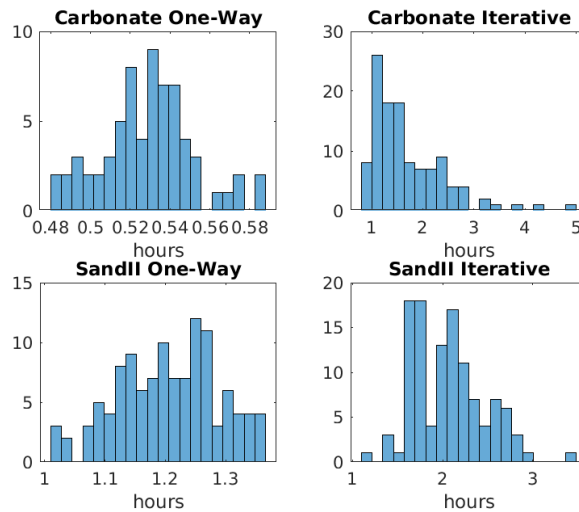 Carbonate One-Way
10
5
0
0.48 0.5 0.52 0.54 0.56 0.58
hours
Carbonate Iterative
30
20
10
0
1 2 3 4 5
hours
SandII One-Way
15
10
5
0
1 1.1 1.2 1.3
hours
SandII Iterative
20
15
10
5
0
1 2 3
hours